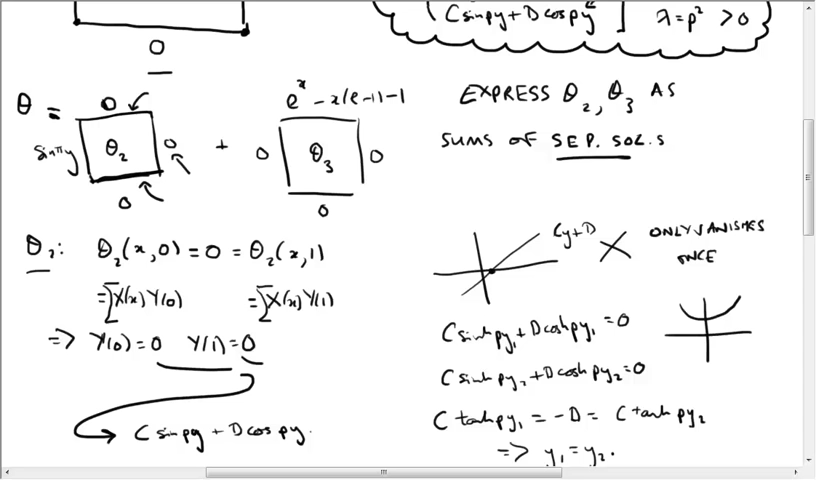 0
C sin py + D cos py
λ = p² > 0
θ =
0
sin πy
θ₂
0
0
+
eˣ - x(e-1) - 1
0
θ₃
0
0
EXPRESS θ₂, θ₃ AS
SUMS OF SEP. SOL.S
θ₂:
θ₂(x,0) = 0 = θ₂(x,1)
= ΣX(x)Y(0)
= ΣX(x)Y(1)
=> Y(0) = 0 Y(1) = 0
C sin py + D cos py.
Cy+D
ONLY VANISHES
ONCE
C sinh py₁ + D cosh py₁ = 0
C sinh py₂ + D cosh py₂ = 0
C tanh py₁ = -D = C tanh py₂
=> y₁ = y₂.